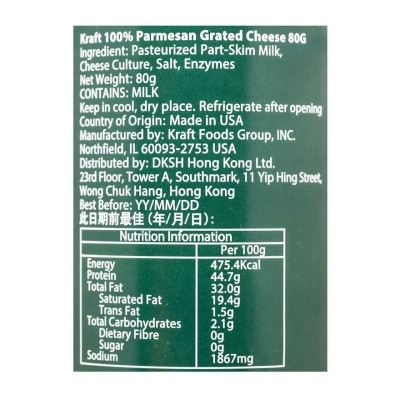 Kraft 100% Parmesan Grated Cheese 80G
Ingredient: Pasteurized Part-Skim Milk,
Cheese Culture, Salt, Enzymes
Net Weight: 80g
CONTAINS: MILK
Keep in cool, dry place. Refrigerate after opening
Country of Origin: Made in USA
Manufactured by: Kraft Foods Group, INC.
Northfield, IL 60093-2753 USA
Distributed by: DKSH Hong Kong Ltd.
23rd Floor, Tower A, Southmark, 11 Yip Hing Street,
Wong Chuk Hang, Hong Kong
Best Before: YY/MM/DD
此日期前最佳 (年/月/日):
Nutrition Information
Per 100g
Energy 475.4Kcal
Protein 44.7g
Total Fat 32.0g
Saturated Fat 19.4g
Trans Fat 1.5g
Total Carbohydrates 2.1g
Dietary Fibre 0g
Sugar 0g
Sodium 1867mg